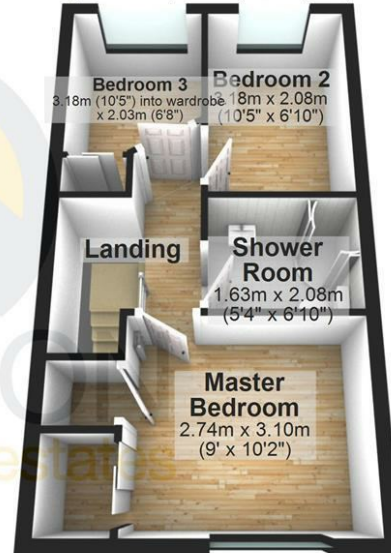 Bedroom 3
3.18m (10'5") into wardrobe
x 2.03m (6'8")
Bedroom 2
3.18m x 2.08m
(10'5" x 6'10")
Landing
Shower
Room
1.63m x 2.08m
(5'4" x 6'10")
Master
Bedroom
2.74m x 3.10m
(9' x 10'2")
estates